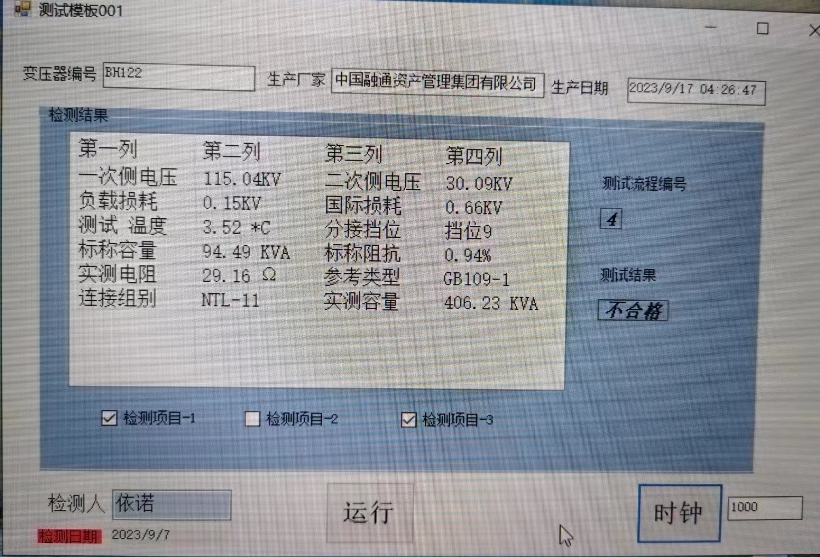 测试模板001
变压器编号 BH122 生产厂家 中国融通资产管理集团有限公司 生产日期 2023/9/17 04:26:47
检测结果
第一列 第二列 第三列 第四列
一次侧电压 115.04KV 二次侧电压 30.09KV
负载损耗 0.15KV 国际损耗 0.66KV
测试 温度 3.52 *C 分接挡位 挡位9
标称容量 94.49 KVA 标称阻抗 0.94%
实测电阻 29.16 Ω 参考类型 GB109-1
连接组别 NTL-11 实测容量 406.23 KVA
测试流程编号
4
测试结果
不合格
检测项目-1 检测项目-2 检测项目-3
检测人 依诺 运行 时钟 1000
检测日期 2023/9/7